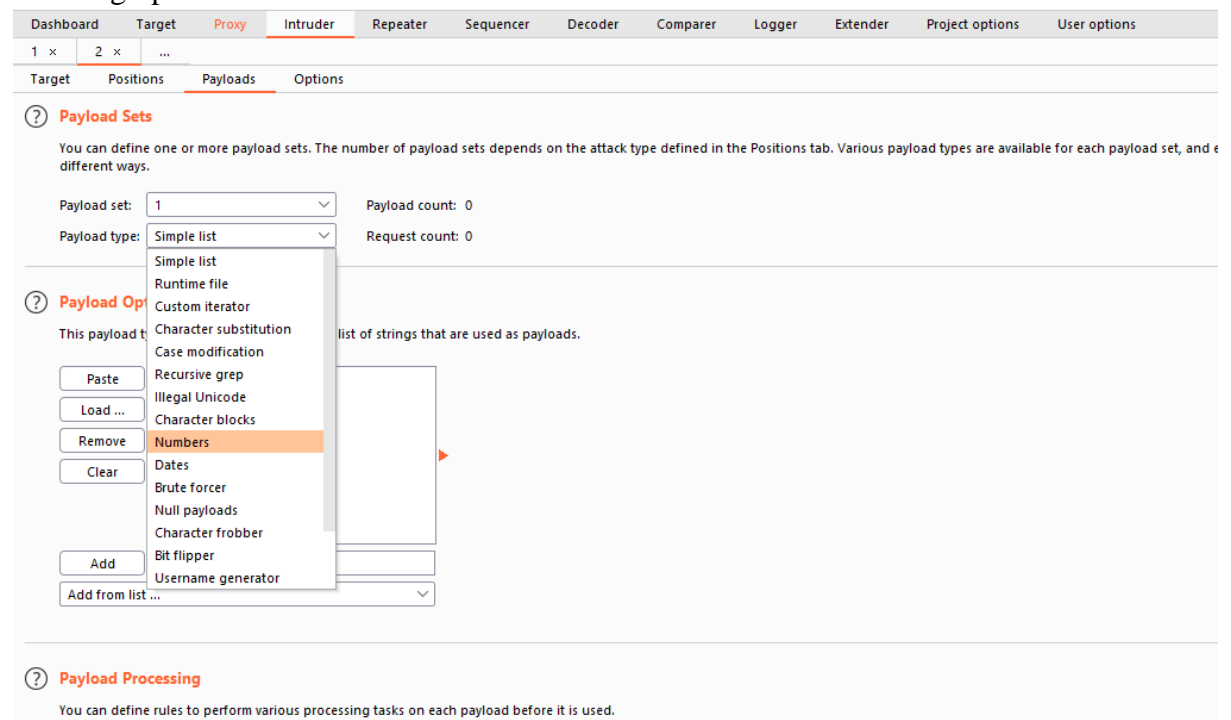 Dashboard Target Proxy Intruder Repeater Sequencer Decoder Comparer Logger Extender Project options User options
1 × 2 × ...
Target Positions Payloads Options
? Payload Sets
You can define one or more payload sets. The number of payload sets depends on the attack type defined in the Positions tab. Various payload types are available for each payload set, and
different ways.
Payload set: 1 Payload count: 0
Payload type: Simple list Request count: 0
Simple list
Runtime file
? Payload Opt
Custom iterator
This payload t
Character substitution
list of strings that are used as payloads.
Case modification
Paste
Recursive grep
Illegal Unicode
Load ...
Character blocks
Remove
Numbers
Clear
Dates
Brute forcer
Null payloads
Character frobber
Add
Bit flipper
Username generator
Add from list ...
? Payload Processing
You can define rules to perform various processing tasks on each payload before it is used.